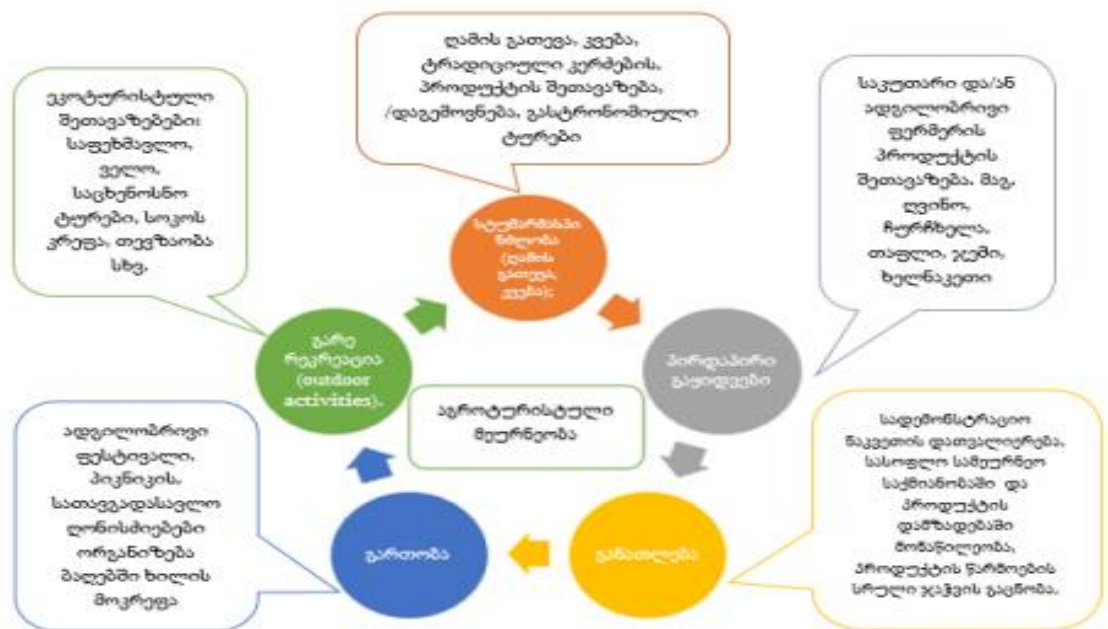 ღამის გათევა, კვება,
ტრადიციული კერძების,
პროდუქტის შეთავაზება,
/დაგემოვნება, გასტრონომიული
ტურები
ეკოტურისტული
შეთავაზებები:
საფეხმავლო,
ველო,
საცხენოსნო
ტურები, სოკოს
კრეფა, თევზაობა
სხვ.
საკუთარი და/ან
ადგილობრივი
ფერმერის
პროდუქტის
შეთავაზება. მაგ.
ღვინო,
ჩურჩხელა,
თაფლი, ჯემი,
ხელნაკეთი
სტუმარმასპი
ნძლობა
(ღამის
გათევა,
კვება);
გარე
რეკრეაცია
(outdoor
activities).
პირდაპირი
გაყიდვები
აგროტურისტული
მეურნეობა
ადგილობრივი
ფესტივალი,
პიკნიკის,
სათავგადასავლო
ღონისძიებები
ორგანიზება
ბაღებში ხილის
მოკრეფა
გართობა
განათლება
სადემონსტრაციო
ნაკვეთის დათვალიერება,
სასოფლო სამეურნეო
საქმიანობაში და
პროდუქტის
დამზადებაში
მონაწილეობა,
პროდუქტის წარმოების
სრული ჯაჭვის გაცნობა.